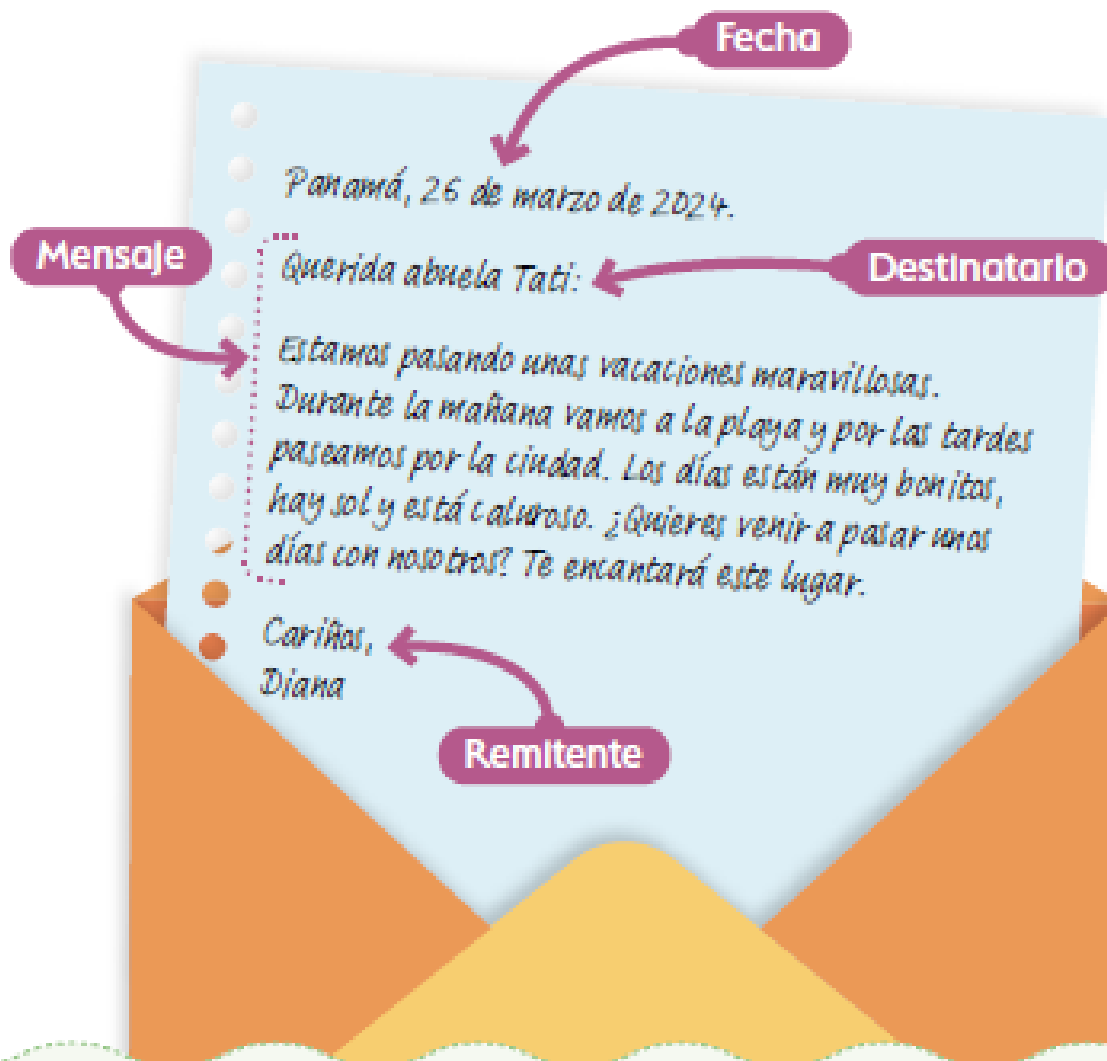 Fecha
Panamá, 26 de marzo de 2024.
Mensaje
Querida abuela Tati:
Destinatario
Estamos pasando unas vacaciones maravillosas.
Durante la mañana vamos a la playa y por las tardes
paseamos por la ciudad. Los días están muy bonitos,
hay sol y está caluroso. ¿Quieres venir a pasar unos
días con nosotros? Te encantará este lugar.
Cariños,
Diana
Remitente